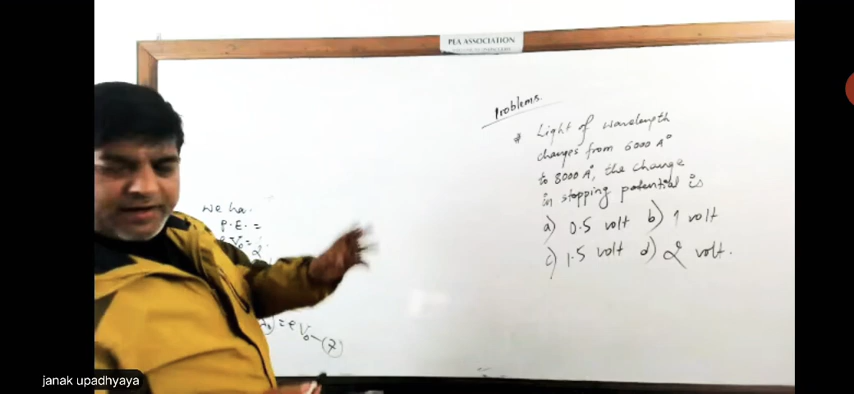 PEA ASSOCIATION
Problems.
* Light of wavelength
changes from 6000 A°
to 8000 A°, the change
in stopping potential is
a) 0.5 volt b) 1 volt
c) 1.5 volt d) 2 volt.
We ha
P.E. =
V₀ =
= eV₀ — (7)
janak upadhyaya